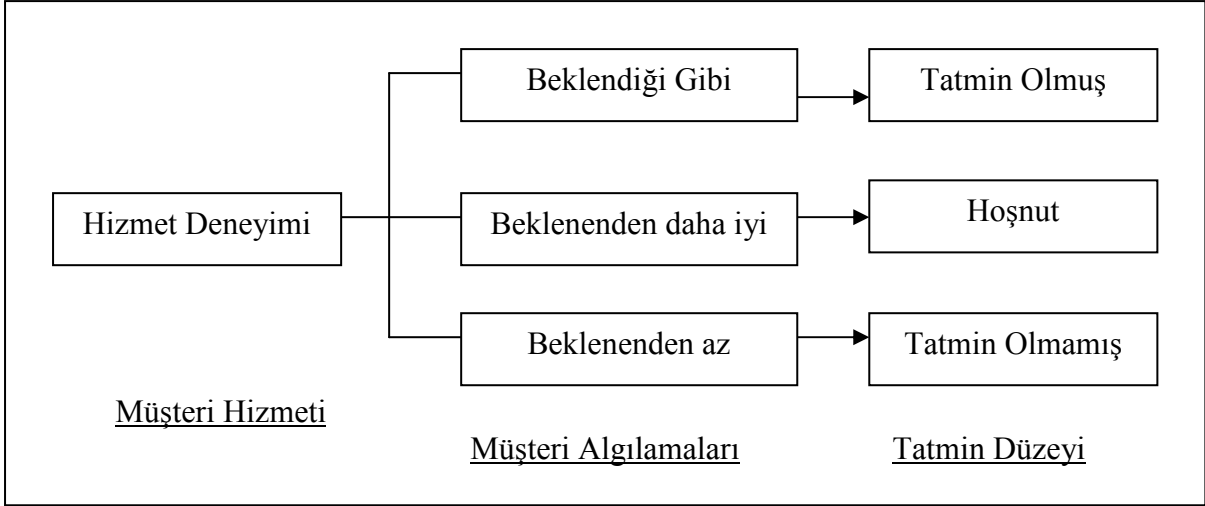 Beklendiği Gibi
Tatmin Olmuş
Hizmet Deneyimi
Beklenenden daha iyi
Hoşnut
Beklenenden az
Tatmin Olmamış
Müşteri Hizmeti
Müşteri Algılamaları
Tatmin Düzeyi